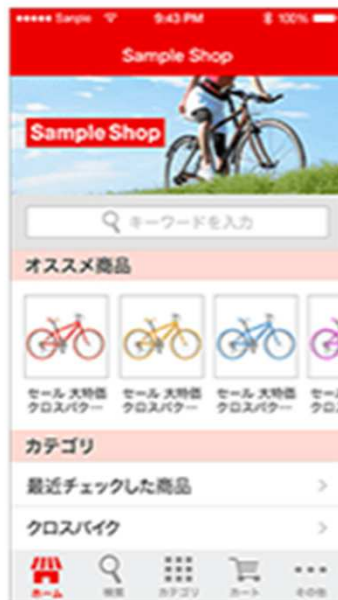 Sample
9:43 PM
100%
Sample Shop
Sample Shop
キーワードを入力
オススメ商品
セール 大特価
クロスバイク…
セール 大特価
クロスバイク…
セール 大特価
クロスバイク…
セー
クロ
カテゴリ
最近チェックした商品
クロスバイク
ホーム
検索
カテゴリ
カート
その他